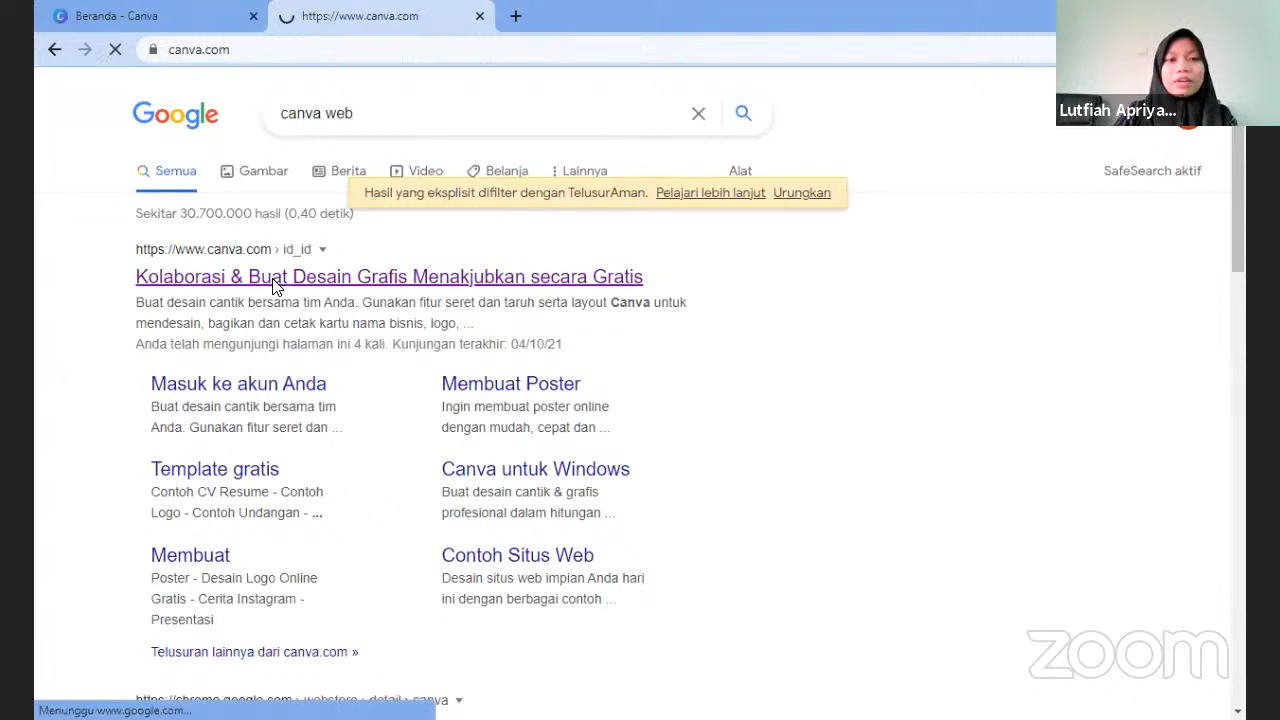 Beranda - Canva
https://www.canva.com
canva.com
Lutfiah Apriya...
Google
canva web
Semua
Gambar
Berita
Video
Belanja
Lainnya
Alat
SafeSearch aktif
Hasil yang eksplisit difilter dengan TelusurAman. Pelajari lebih lanjut Urungkan
Sekitar 30.700.000 hasil (0,40 detik)
https://www.canva.com › id_id
Kolaborasi & Buat Desain Grafis Menakjubkan secara Gratis
Buat desain cantik bersama tim Anda. Gunakan fitur seret dan taruh serta layout Canva untuk
mendesain, bagikan dan cetak kartu nama bisnis, logo, ...
Anda telah mengunjungi halaman ini 4 kali. Kunjungan terakhir: 04/10/21
Masuk ke akun Anda
Buat desain cantik bersama tim
Anda. Gunakan fitur seret dan ...
Membuat Poster
Ingin membuat poster online
dengan mudah, cepat dan ...
Template gratis
Contoh CV Resume - Contoh
Logo - Contoh Undangan - ...
Canva untuk Windows
Buat desain cantik & grafis
profesional dalam hitungan ...
Membuat
Poster - Desain Logo Online
Gratis - Cerita Instagram -
Presentasi
Contoh Situs Web
Desain situs web impian Anda hari
ini dengan berbagai contoh ...
Telusuran lainnya dari canva.com »
https://chrome.google.com › webstore › detail › canva
Menunggu www.google.com...
zoom